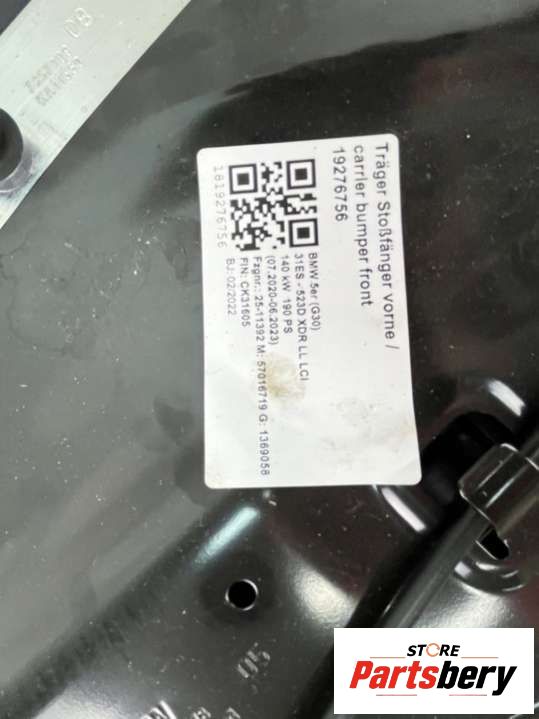 Träger Stoßfänger vorne /
carrier bumper front
19276756
BMW 5er (G30)
31ES - 523D XDR LL LCI
140 kW 190 PS
(07.2020-06.2023)
Fzgnr.: 25-11392 M: 57016719 G: 1369058
FIN: CK31605
BJ: 02/2022
1819276756
STORE
Partsbery